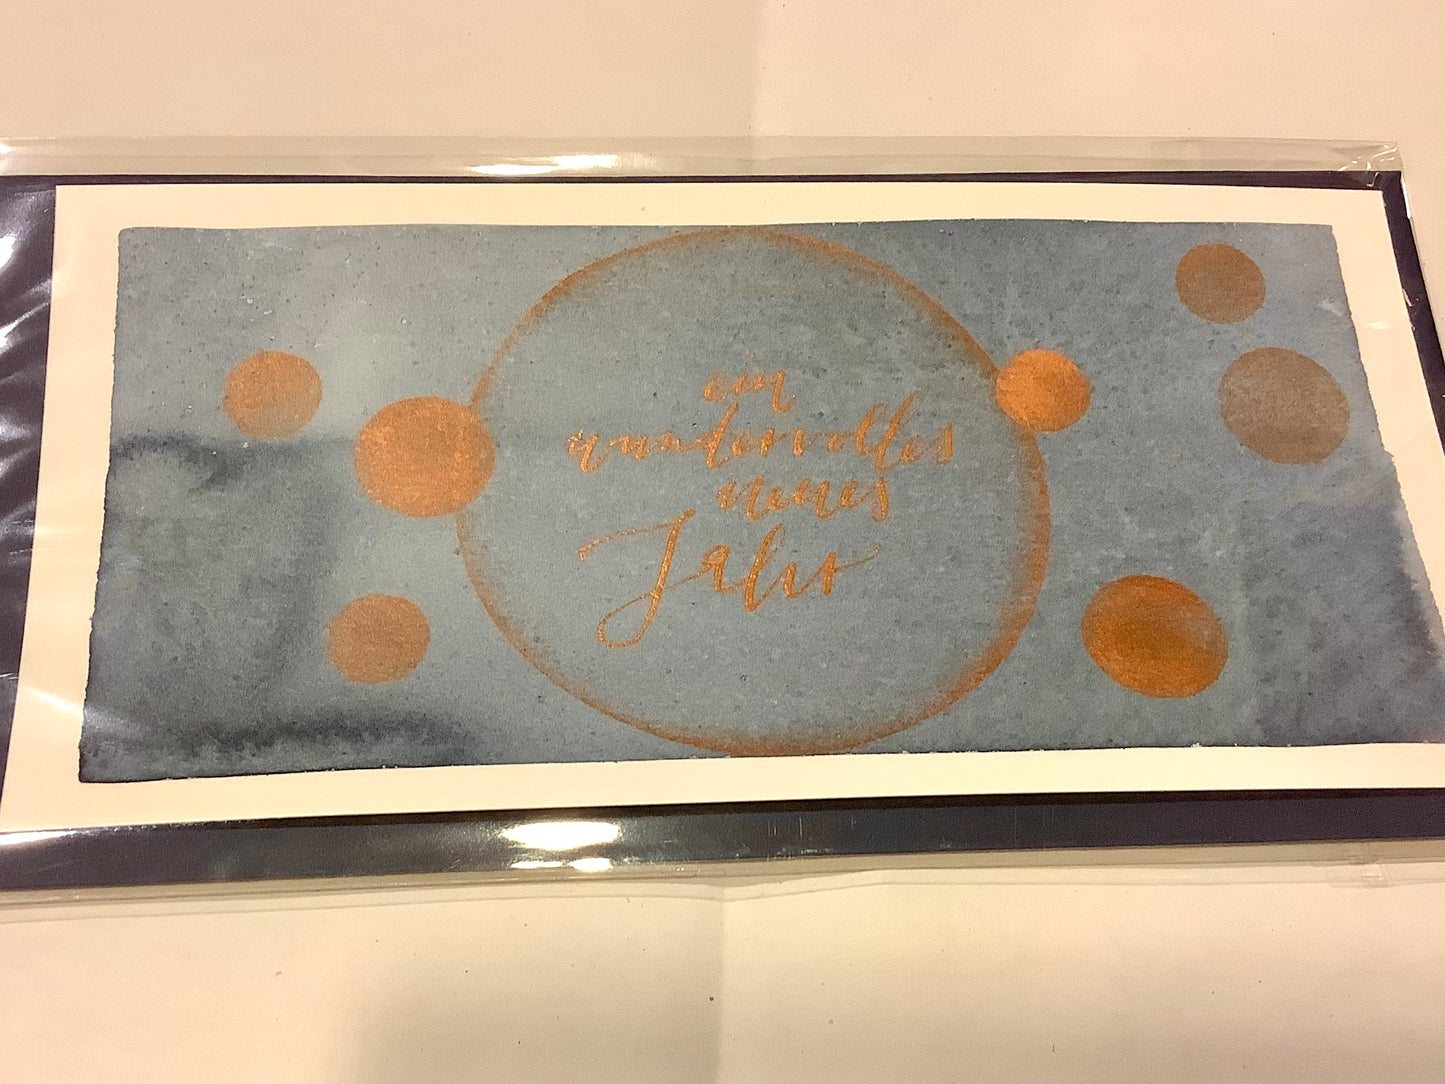 ein
wundervolles
neues
Jahr